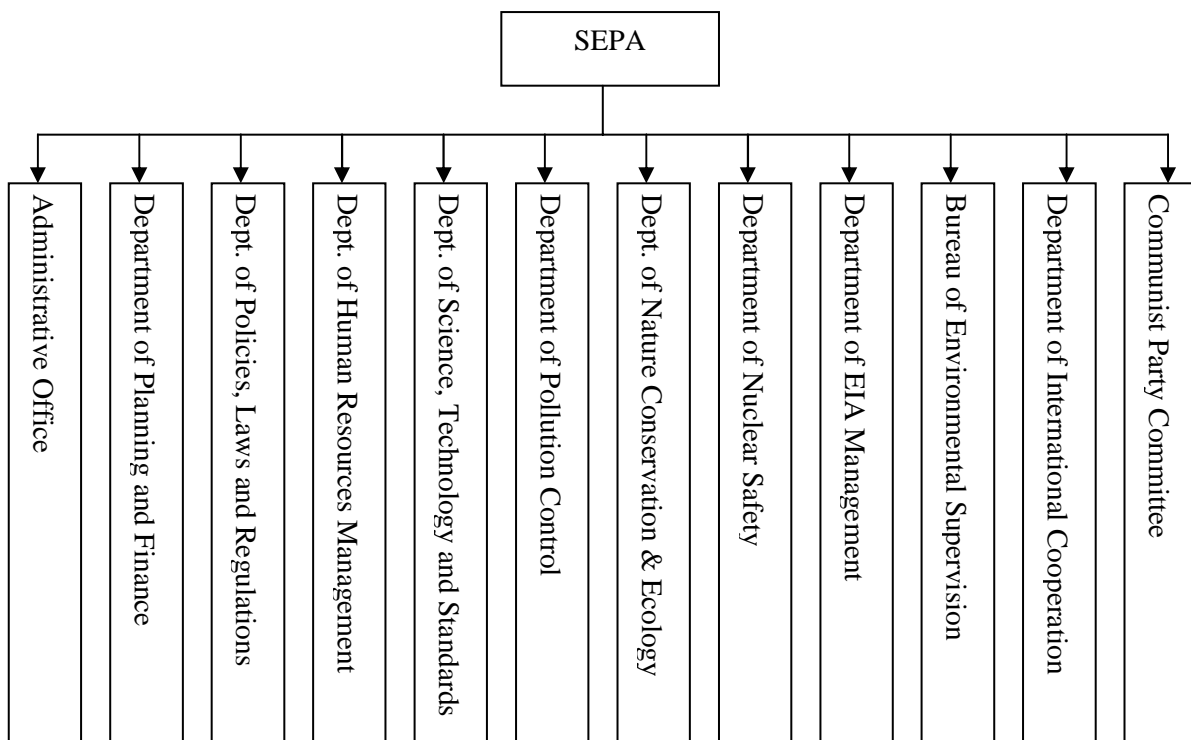 SEPA
Administrative Office
Department of Planning and Finance
Dept. of Policies, Laws and Regulations
Dept. of Human Resources Management
Dept. of Science, Technology and Standards
Department of Pollution Control
Dept. of Nature Conservation & Ecology
Department of Nuclear Safety
Department of EIA Management
Bureau of Environmental Supervision
Department of International Cooperation
Communist Party Committee